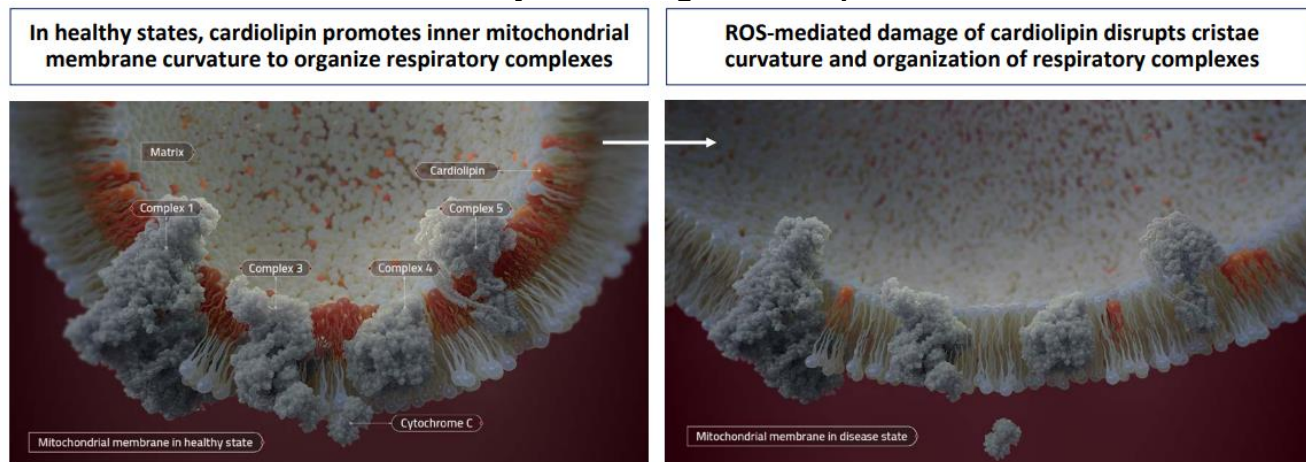 In healthy states, cardiolipin promotes inner mitochondrial
membrane curvature to organize respiratory complexes
ROS-mediated damage of cardiolipin disrupts cristae
curvature and organization of respiratory complexes
Matrix
Cardiolipin
Complex 1
Complex 5
Complex 3
Complex 4
Cytochrome C
Mitochondrial membrane in healthy state
Mitochondrial membrane in disease state